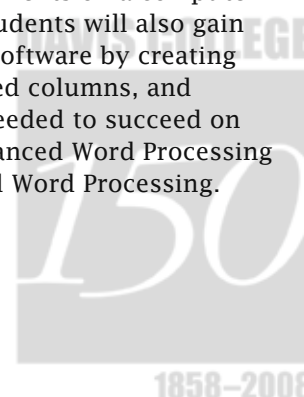 udents will also gain
oftware by creating
ed columns, and
eeded to succeed on
anced Word Processing
l Word Processing.
COLLEGE
150
1858–2008